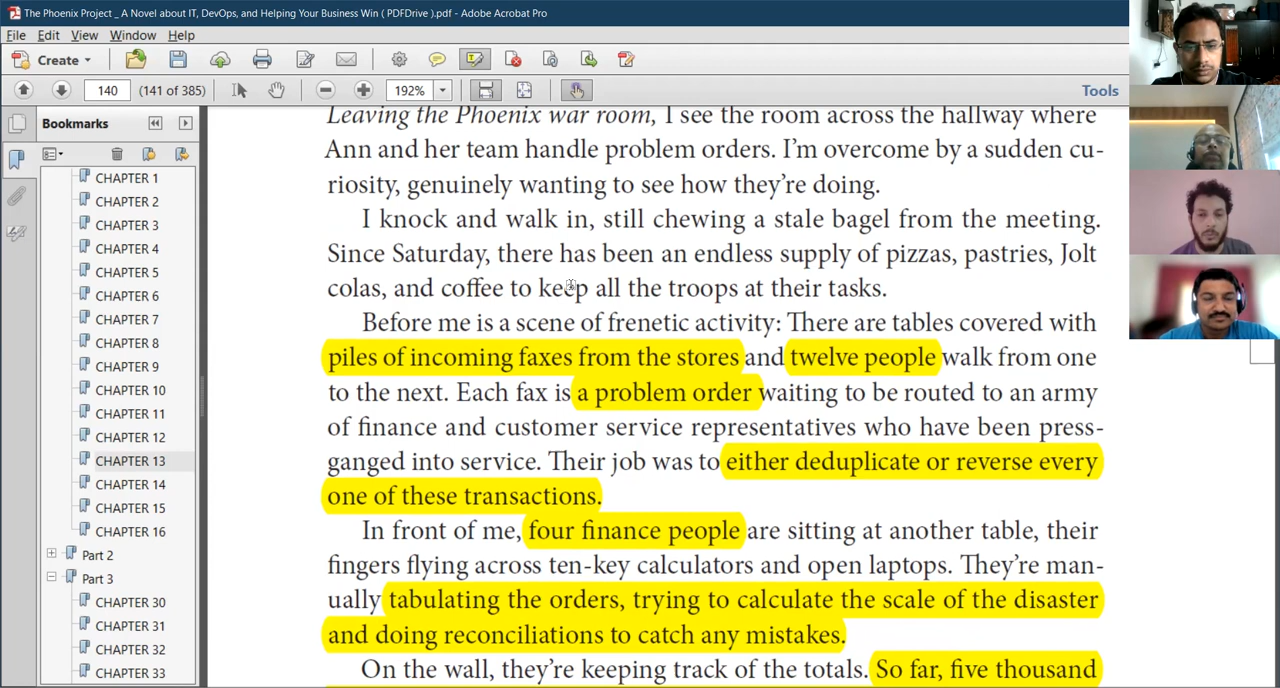 The Phoenix Project _ A Novel about IT, DevOps, and Helping Your Business Win ( PDFDrive ).pdf - Adobe Acrobat Pro
File Edit View Window Help
Create
140 (141 of 385) 192% Tools
Bookmarks
CHAPTER 1
CHAPTER 2
CHAPTER 3
CHAPTER 4
CHAPTER 5
CHAPTER 6
CHAPTER 7
CHAPTER 8
CHAPTER 9
CHAPTER 10
CHAPTER 11
CHAPTER 12
CHAPTER 13
CHAPTER 14
CHAPTER 15
CHAPTER 16
Part 2
Part 3
CHAPTER 30
CHAPTER 31
CHAPTER 32
CHAPTER 33
Leaving the Phoenix war room, I see the room across the hallway where
Ann and her team handle problem orders. I’m overcome by a sudden cu-
riosity, genuinely wanting to see how they’re doing.
I knock and walk in, still chewing a stale bagel from the meeting.
Since Saturday, there has been an endless supply of pizzas, pastries, Jolt
colas, and coffee to keep all the troops at their tasks.
Before me is a scene of frenetic activity: There are tables covered with
piles of incoming faxes from the stores and twelve people walk from one
to the next. Each fax is a problem order waiting to be routed to an army
of finance and customer service representatives who have been press-
ganged into service. Their job was to either deduplicate or reverse every
one of these transactions.
In front of me, four finance people are sitting at another table, their
fingers flying across ten-key calculators and open laptops. They’re man-
ually tabulating the orders, trying to calculate the scale of the disaster
and doing reconciliations to catch any mistakes.
On the wall, they’re keeping track of the totals. So far, five thousand